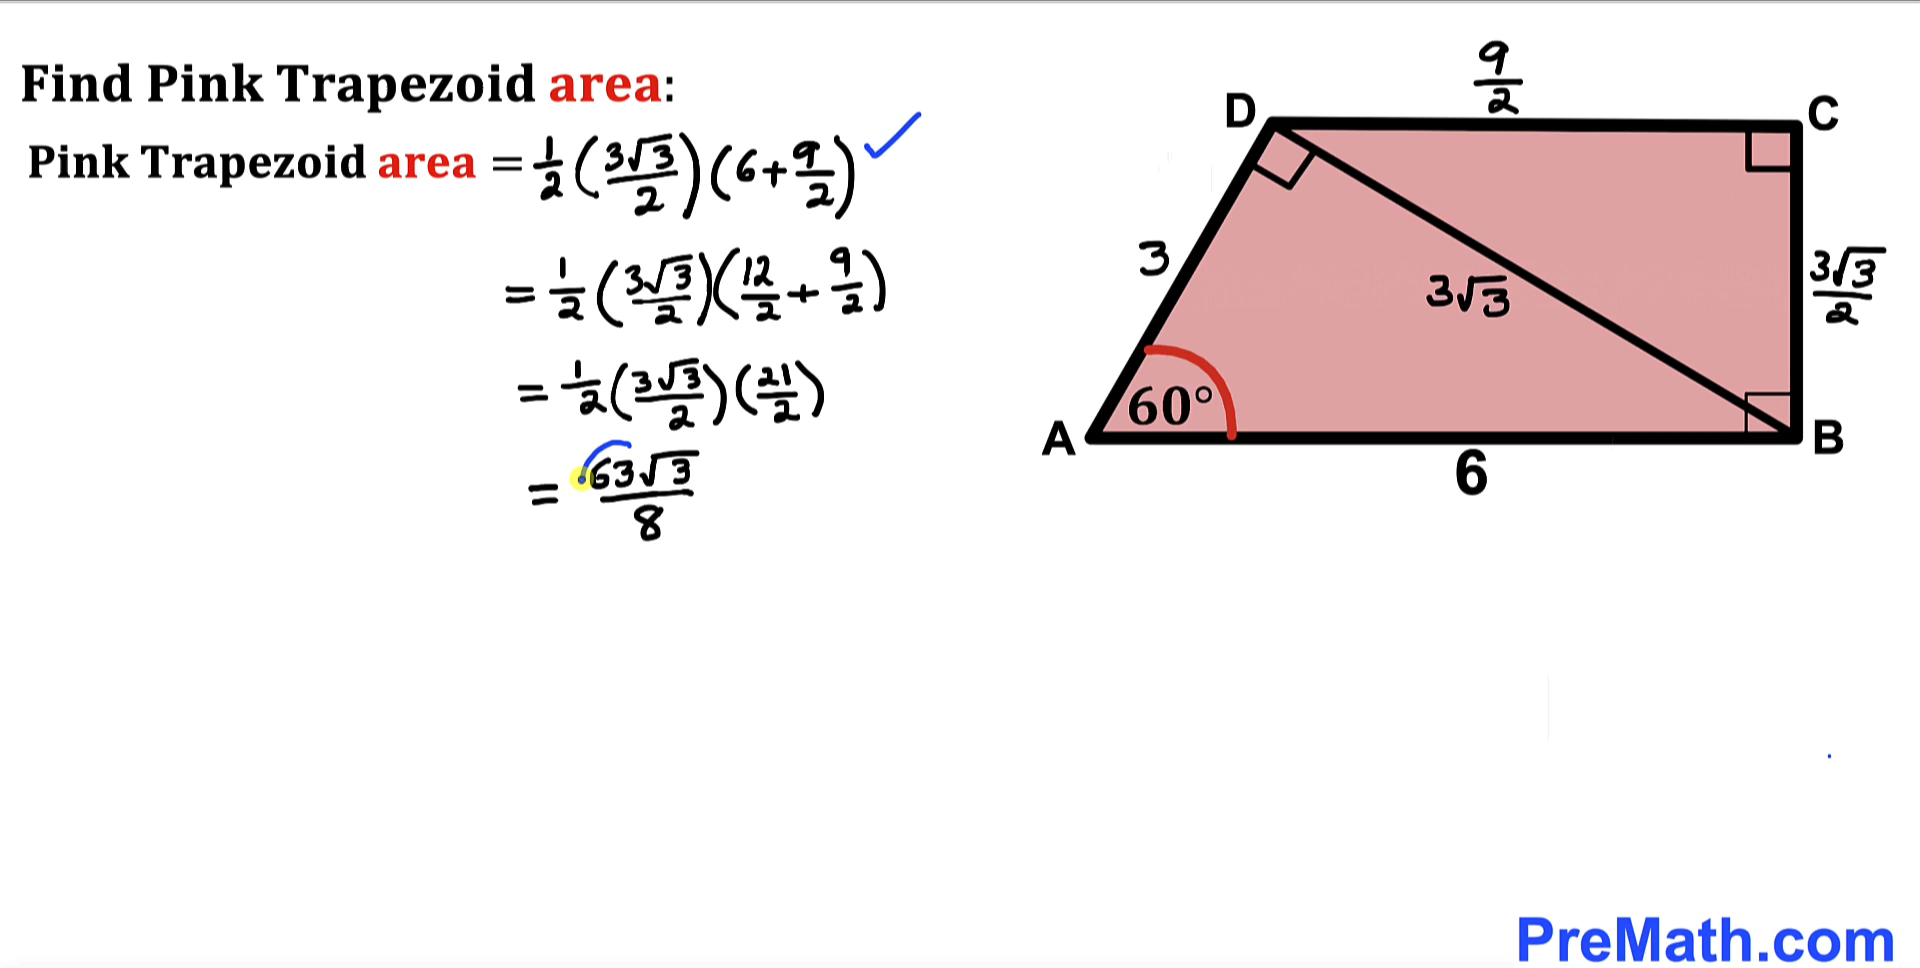 Find Pink Trapezoid area:
Pink Trapezoid area = 1/2 (3√3/2) (6 + 9/2)
= 1/2 (3√3/2) (12/2 + 9/2)
= 1/2 (3√3/2) (21/2)
= 63√3/8
9/2
D
C
3
3√3
3√3/2
60°
A
B
6
PreMath.com